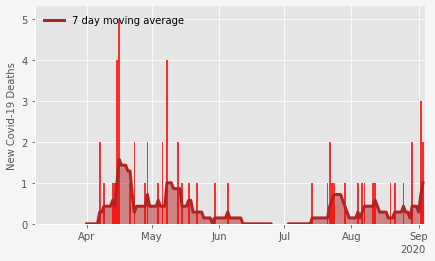 7 day moving average
New Covid-19 Deaths
5
4
3
2
1
0
Apr
May
Jun
Jul
Aug
Sep
2020